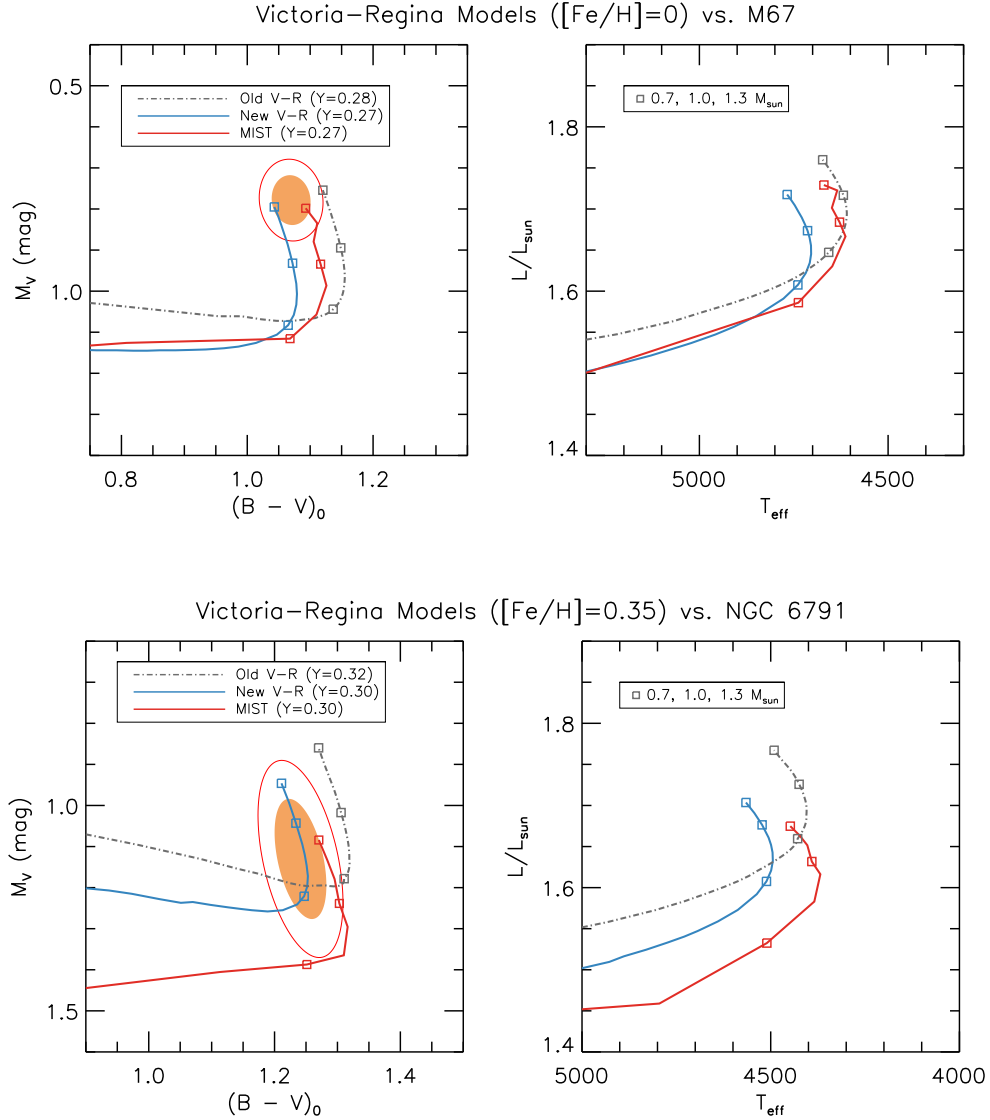 Victoria-Regina Models ([Fe/H]=0) vs. M67
Old V-R (Y=0.28)
New V-R (Y=0.27)
MIST (Y=0.27)
0.5
1.0
M_V (mag)
0.8
1.0
1.2
(B - V)_0
0.7, 1.0, 1.3 M_sun
1.8
1.6
1.4
L/L_sun
5000
4500
T_eff
Victoria-Regina Models ([Fe/H]=0.35) vs. NGC 6791
Old V-R (Y=0.32)
New V-R (Y=0.30)
MIST (Y=0.30)
1.0
1.5
M_V (mag)
1.0
1.2
1.4
(B - V)_0
0.7, 1.0, 1.3 M_sun
1.8
1.6
1.4
L/L_sun
5000
4500
4000
T_eff